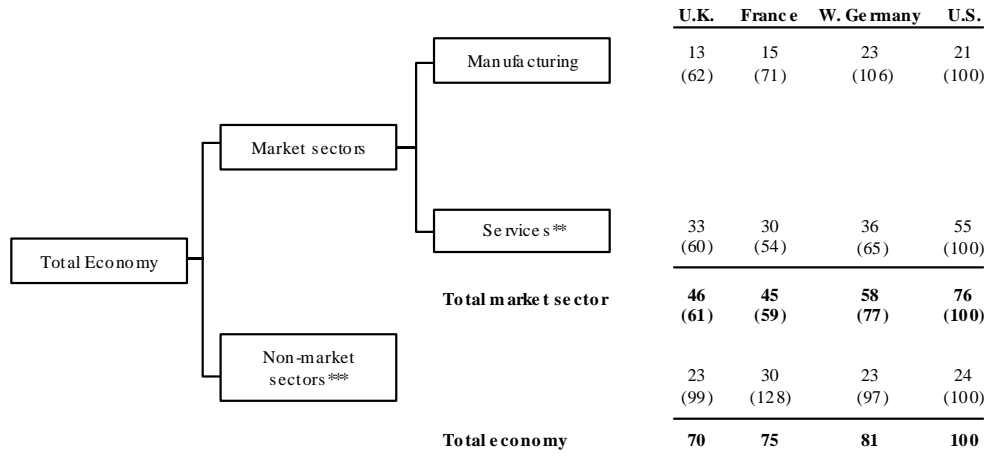 U.K. France W. Germany U.S.
Manufacturing 13 15 23 21
(62) (71) (106) (100)
Market sectors
Services** 33 30 36 55
(60) (54) (65) (100)
Total Economy
Total market sector 46 45 58 76
(61) (59) (77) (100)
Non-market
sectors***
23 30 23 24
(99) (128) (97) (100)
Total economy 70 75 81 100